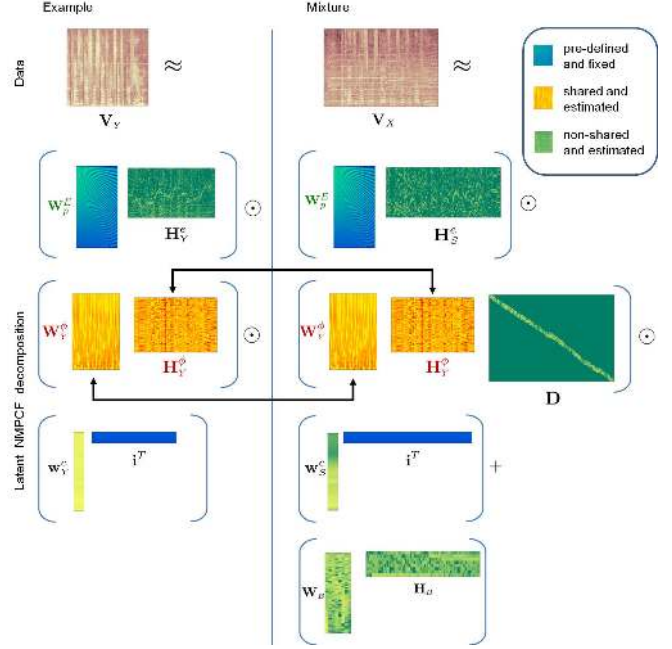 Example Mixture
Data
≈ ≈
V_Y V_X
pre-defined
and fixed
shared and
estimated
non-shared
and estimated
W_p^E H_Y^e ⊙ W_p^E H_S^e ⊙
Latent NMPCF decomposition
W_Y^ϕ H_Y^ϕ ⊙ W_Y^ϕ H_Y^ϕ D ⊙
w_Y^c i^T w_S^c i^T +
W_a H_a